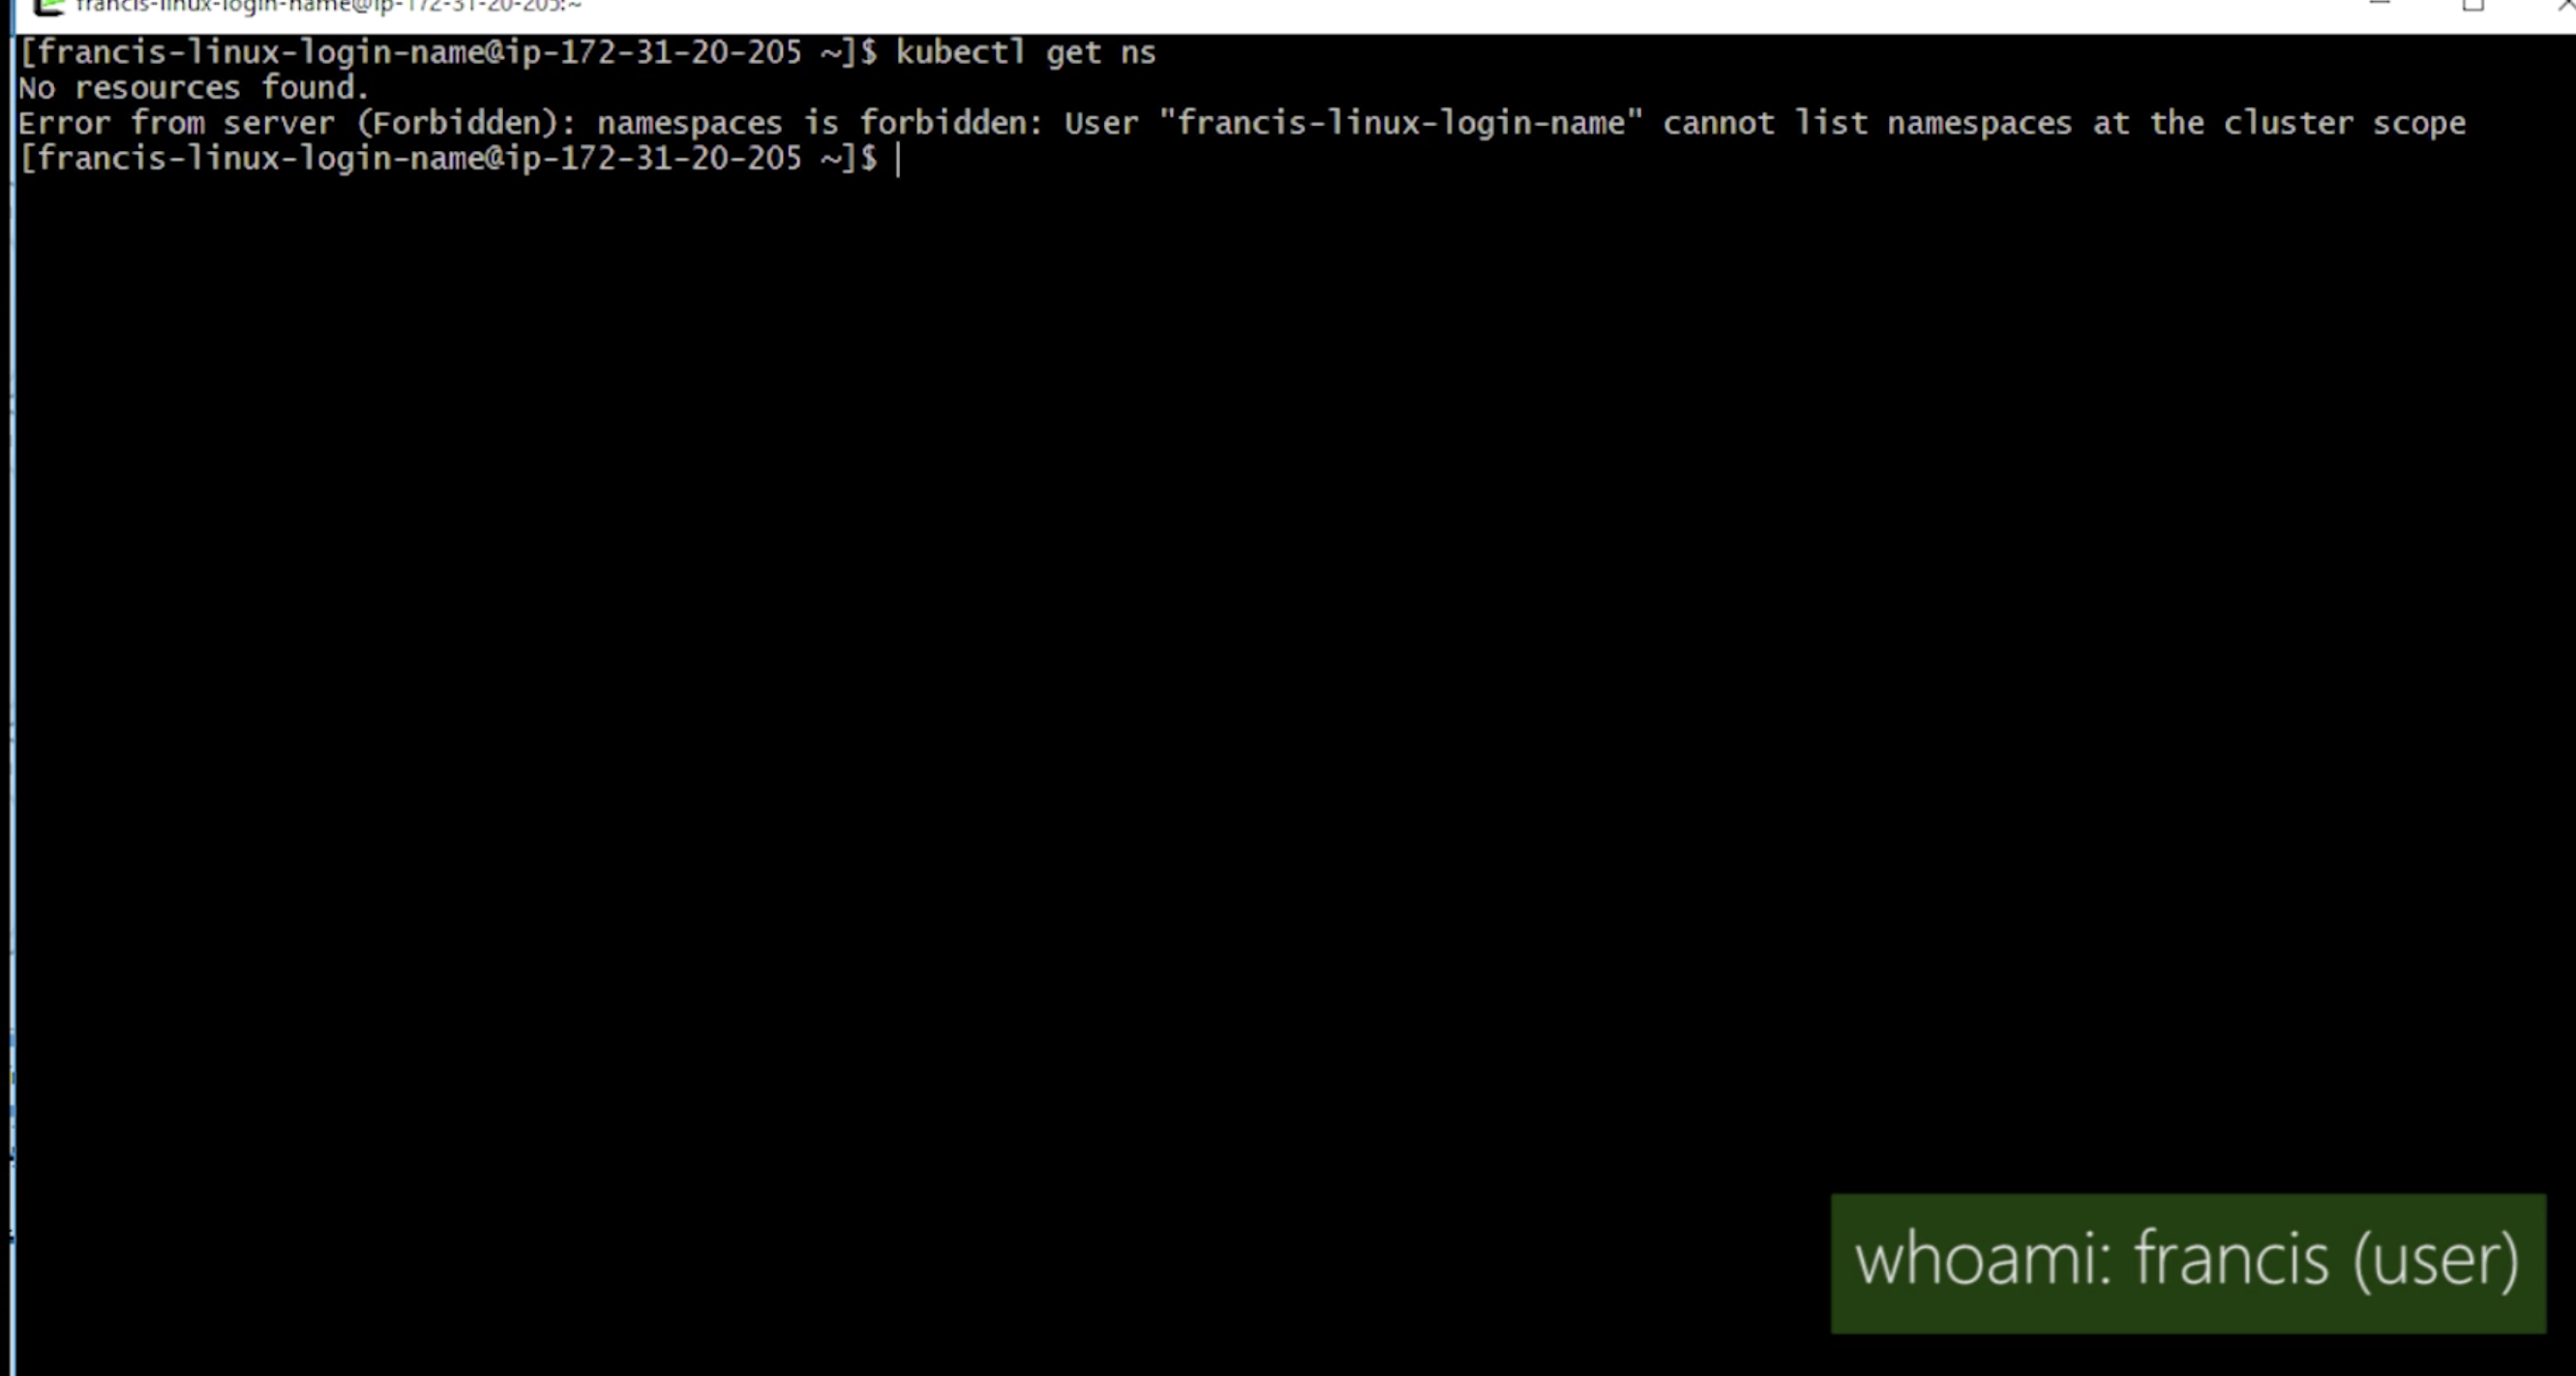 francis-linux-login-name@ip-172-31-20-205:~
[francis-linux-login-name@ip-172-31-20-205 ~]$ kubectl get ns
No resources found.
Error from server (Forbidden): namespaces is forbidden: User "francis-linux-login-name" cannot list namespaces at the cluster scope
[francis-linux-login-name@ip-172-31-20-205 ~]$
whoami: francis (user)